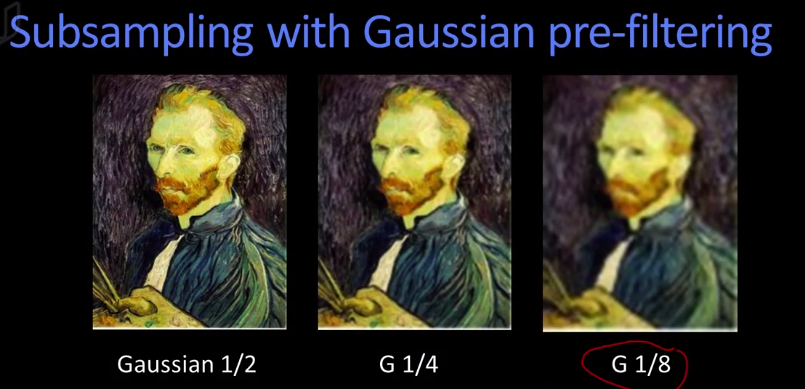 Subsampling with Gaussian pre-filtering
Gaussian 1/2
G 1/4
G 1/8